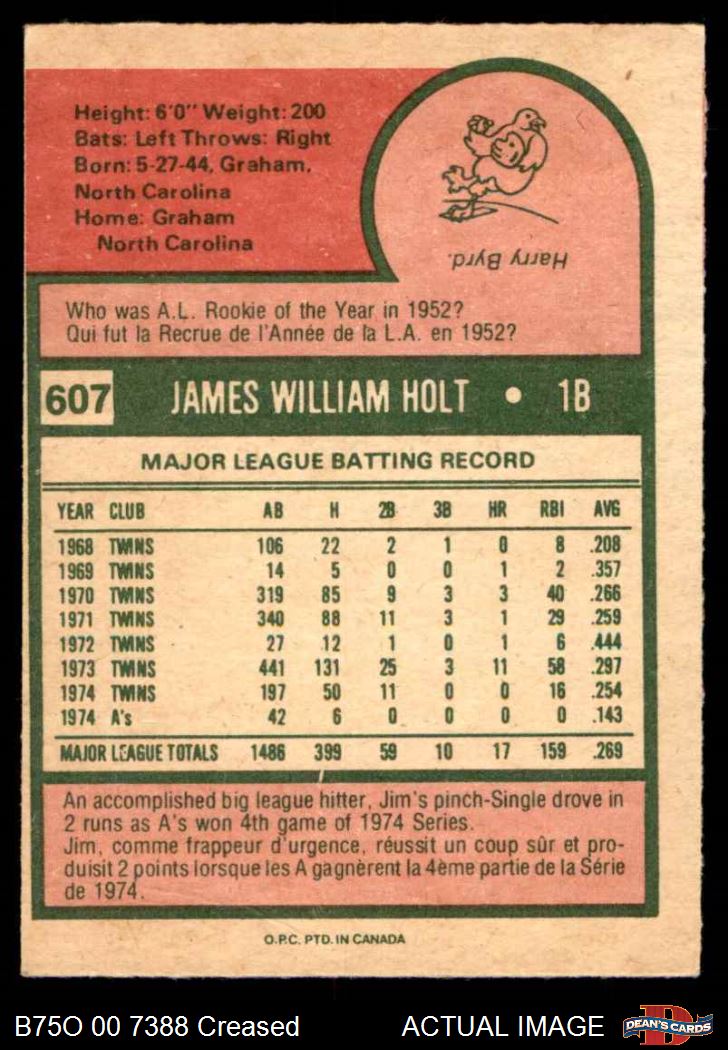 Height: 6'0" Weight: 200
Bats: Left Throws: Right
Born: 5-27-44, Graham,
North Carolina
Home: Graham
North Carolina
Harry Byrd.
Who was A.L. Rookie of the Year in 1952?
Qui fut la Recrue de l'Année de la L.A. en 1952?
607 JAMES WILLIAM HOLT • 1B
MAJOR LEAGUE BATTING RECORD
YEAR CLUB AB H 2B 3B HR RBI AVG
1968 TWINS 106 22 2 1 0 8 .208
1969 TWINS 14 5 0 0 1 2 .357
1970 TWINS 319 85 9 3 3 40 .266
1971 TWINS 340 88 11 3 1 29 .259
1972 TWINS 27 12 1 0 1 6 .444
1973 TWINS 441 131 25 3 11 58 .297
1974 TWINS 197 50 11 0 0 16 .254
1974 A's 42 6 0 0 0 0 .143
MAJOR LEAGUE TOTALS 1486 399 59 10 17 159 .269
An accomplished big league hitter, Jim's pinch-Single drove in
2 runs as A's won 4th game of 1974 Series.
Jim, comme frappeur d'urgence, réussit un coup sûr et pro-
duisit 2 points lorsque les A gagnèrent la 4ème partie de la Série
de 1974.
O.P.C. PTD. IN CANADA
B75O 00 7388 Creased ACTUAL IMAGE
D
DEAN'S CARDS